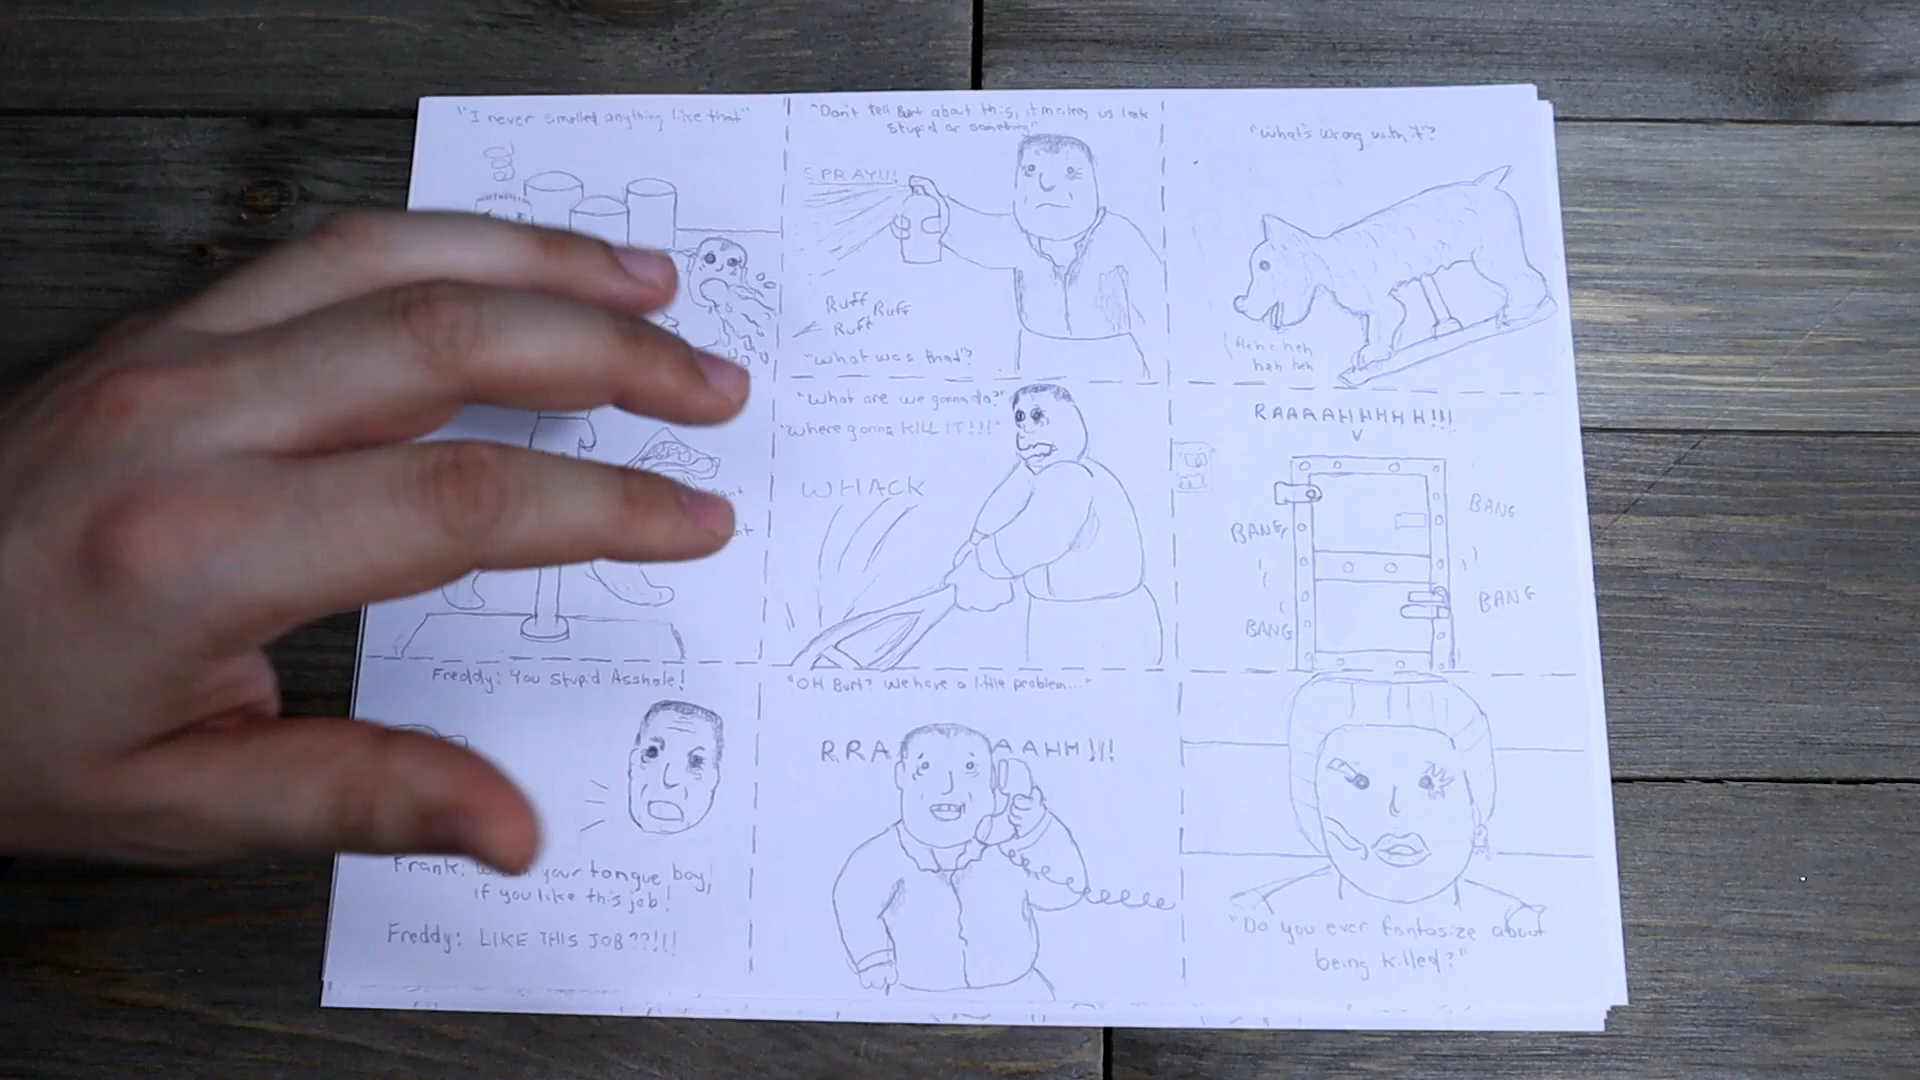 "I never smelled anything like that"
"Don't tell Burt about this, it makes us look
stupid or something"
SPRAY!!!
Ruff Ruff
Ruff
"What was that"?
"What's wrong with it"?
Heh heh
heh heh
"What are we gonna do?"
"Where gonna KILL IT!!!"
WHACK
RAAAAHHHHH!!!
BANG
BANG
BANG
BANG
Freddy: You stupid Asshole!
Frank: your tongue boy,
if you like this job!
Freddy: LIKE THIS JOB??!!!
"OH Burt? We have a little problem..."
RRA AAHH!!!
"Do you ever fantasize about
being killed?"